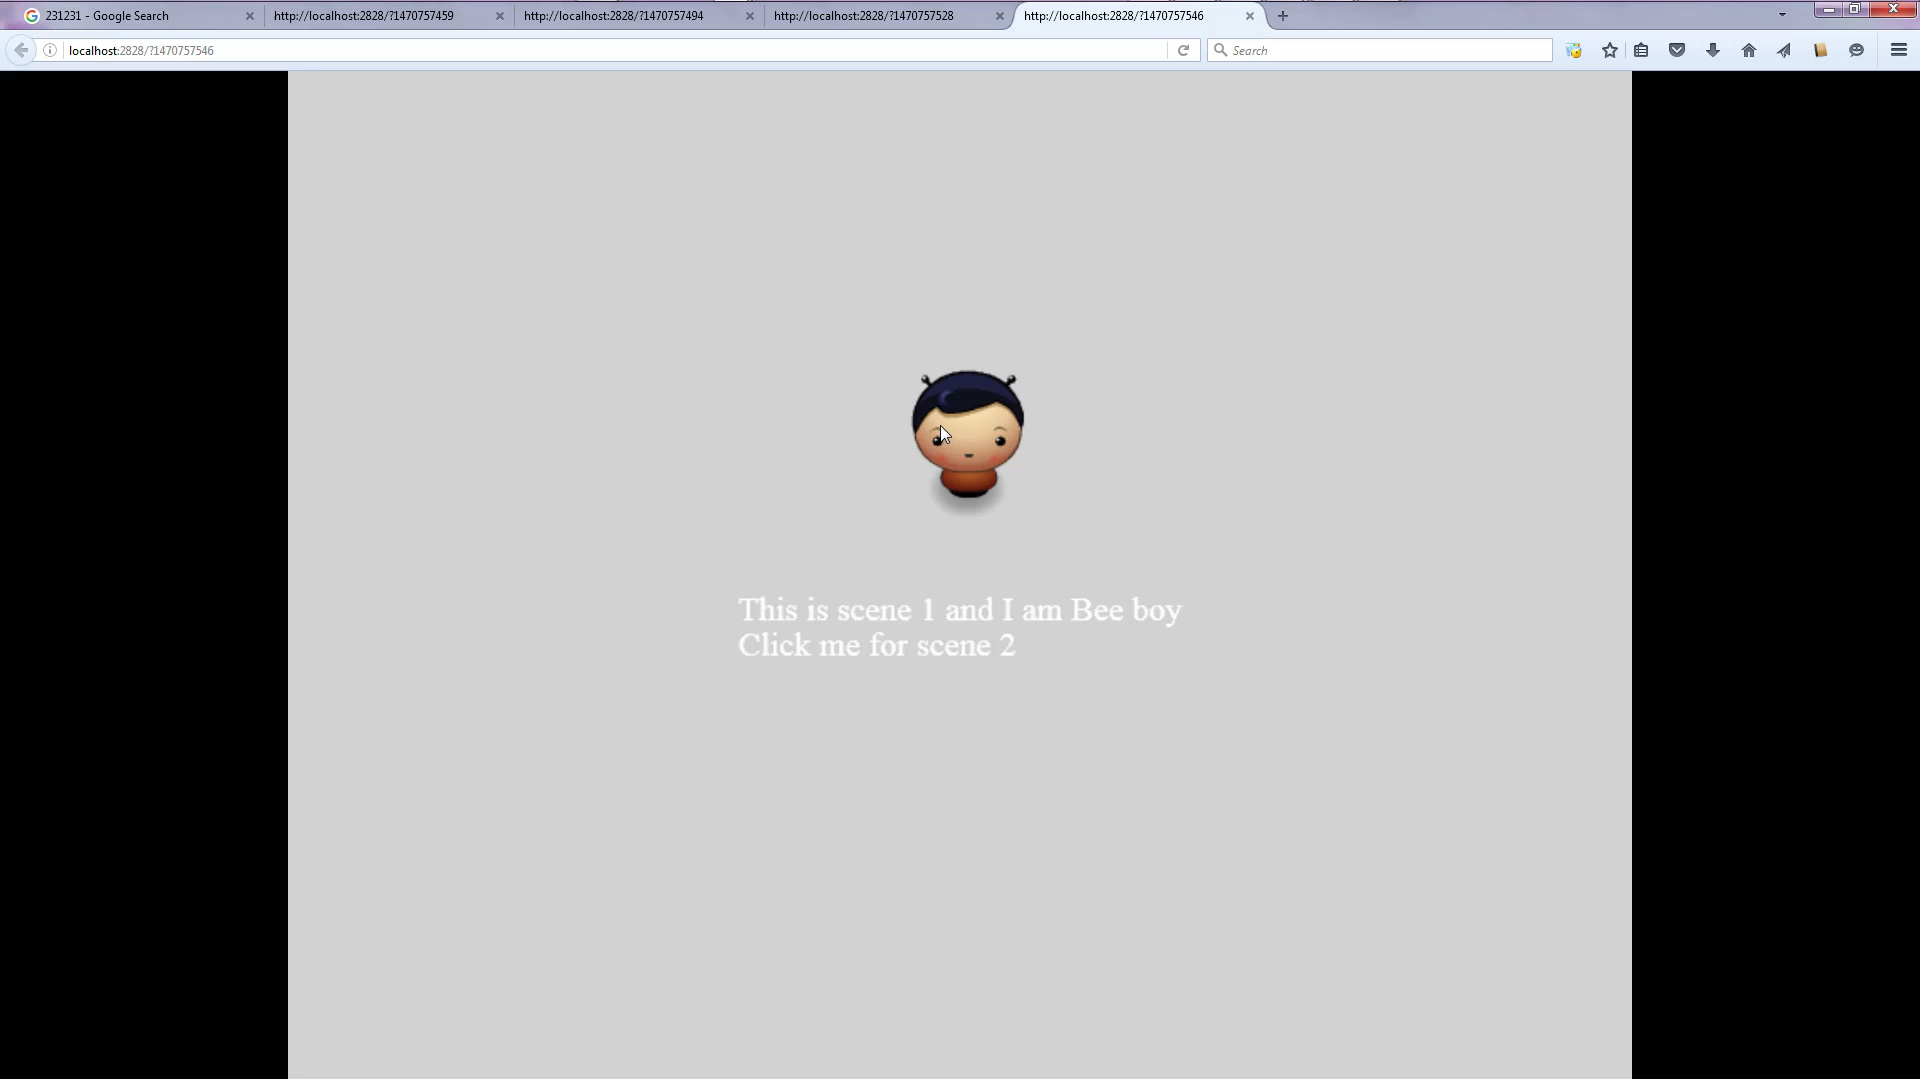 231231 - Google Search
http://localhost:2828/?1470757459
http://localhost:2828/?1470757494
http://localhost:2828/?1470757528
http://localhost:2828/?1470757546
localhost:2828/?1470757546
Search
This is scene 1 and I am Bee boy
Click me for scene 2